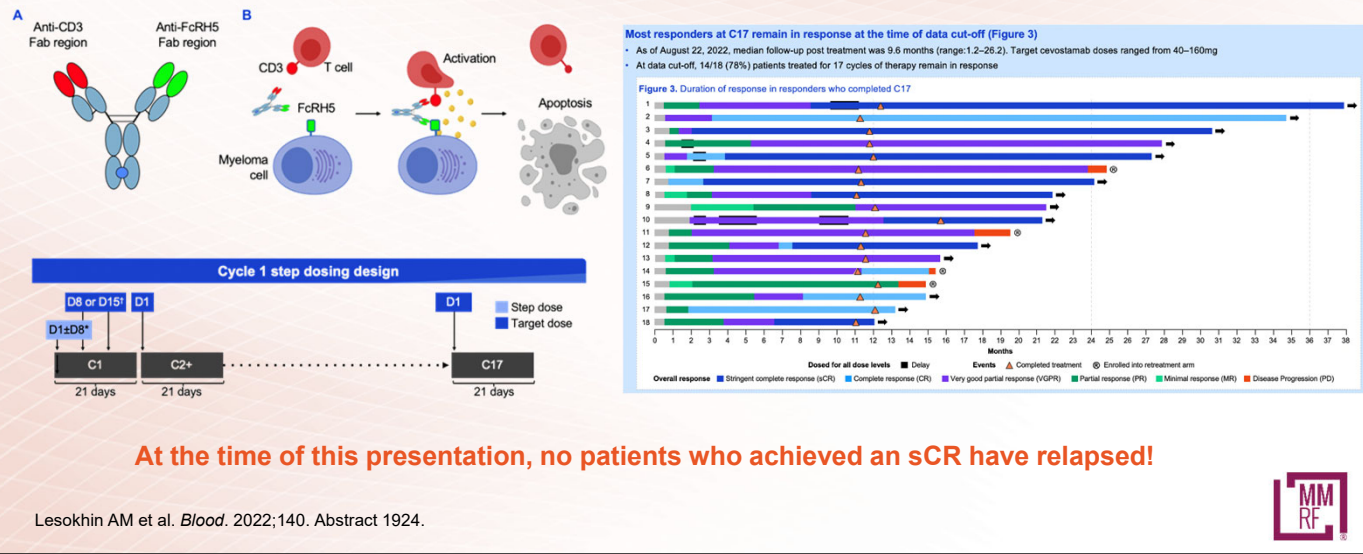 A
Anti-CD3
Fab region
Anti-FcRH5
Fab region
B
CD3
T cell
Activation
FcRH5
Apoptosis
Myeloma
cell
Cycle 1 step dosing design
D8 or D15†
D1
D1
D1±D8*
Step dose
Target dose
C1
C2+
C17
21 days
21 days
21 days
Most responders at C17 remain in response at the time of data cut-off (Figure 3)
• As of August 22, 2022, median follow-up post treatment was 9.6 months (range:1.2–26.2). Target cevostamab doses ranged from 40–160mg
• At data cut-off, 14/18 (78%) patients treated for 17 cycles of therapy remain in response
Figure 3. Duration of response in responders who completed C17
1
2
3
4
5
6
7
8
9
10
11
12
13
14
15
16
17
18
0 1 2 3 4 5 6 7 8 9 10 11 12 13 14 15 16 17 18 19 20 21 22 23 24 25 26 27 28 29 30 31 32 33 34 35 36 37 38
Months
Dosed for all dose levels Delay Events Completed treatment Enrolled into retreatment arm
Overall response Stringent complete response (sCR) Complete response (CR) Very good partial response (VGPR) Partial response (PR) Minimal response (MR) Disease Progression (PD)
At the time of this presentation, no patients who achieved an sCR have relapsed!
Lesokhin AM et al. Blood. 2022;140. Abstract 1924.
MM
RF
®